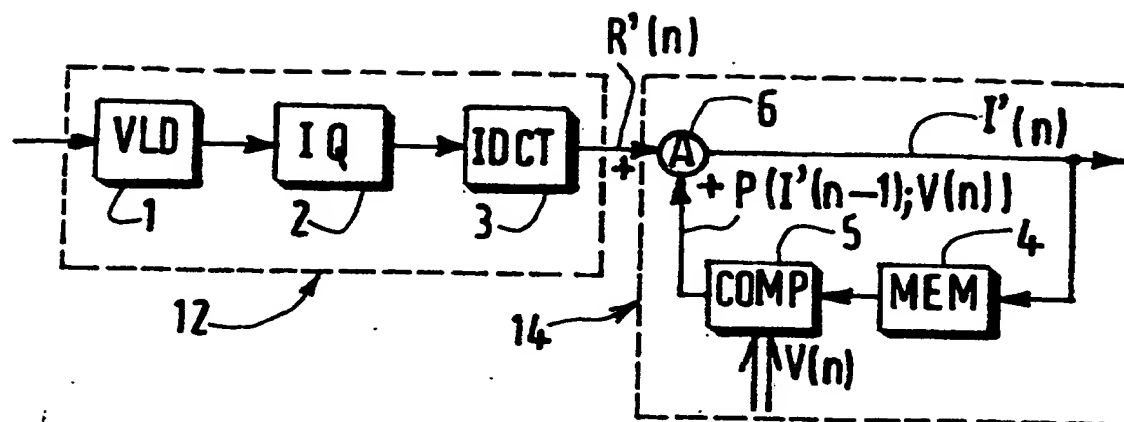 R'(n)
6
I'(n)
VLD
IQ
IDCT
A
+
+ P(I'(n-1);V(n))
1
2
3
5
4
COMP
MEM
12
14
V(n)